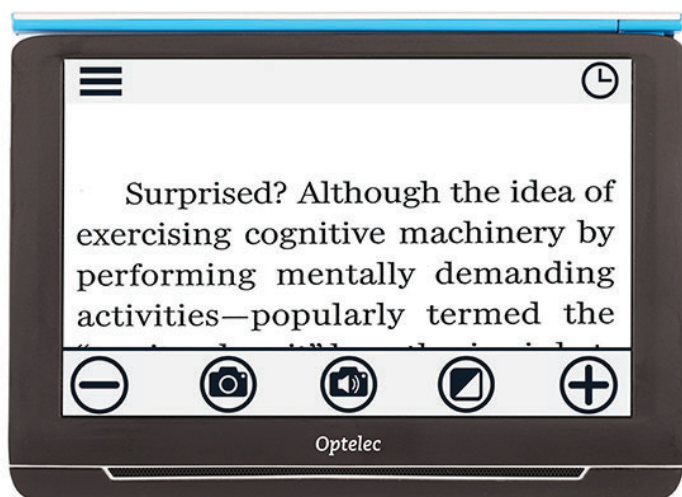 Surprised? Although the idea of
exercising cognitive machinery by
performing mentally demanding
activities—popularly termed the
Optelec